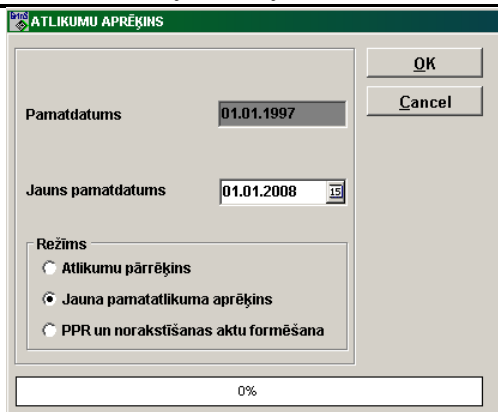 ATLIKUMU APRĒĶINS
OK
Pamatdatums 01.01.1997
Cancel
Jauns pamatdatums 01.01.2008 15
Režīms
Atlikumu pārrēķins
Jauna pamatatlikuma aprēķins
PPR un norakstīšanas aktu formēšana
0%